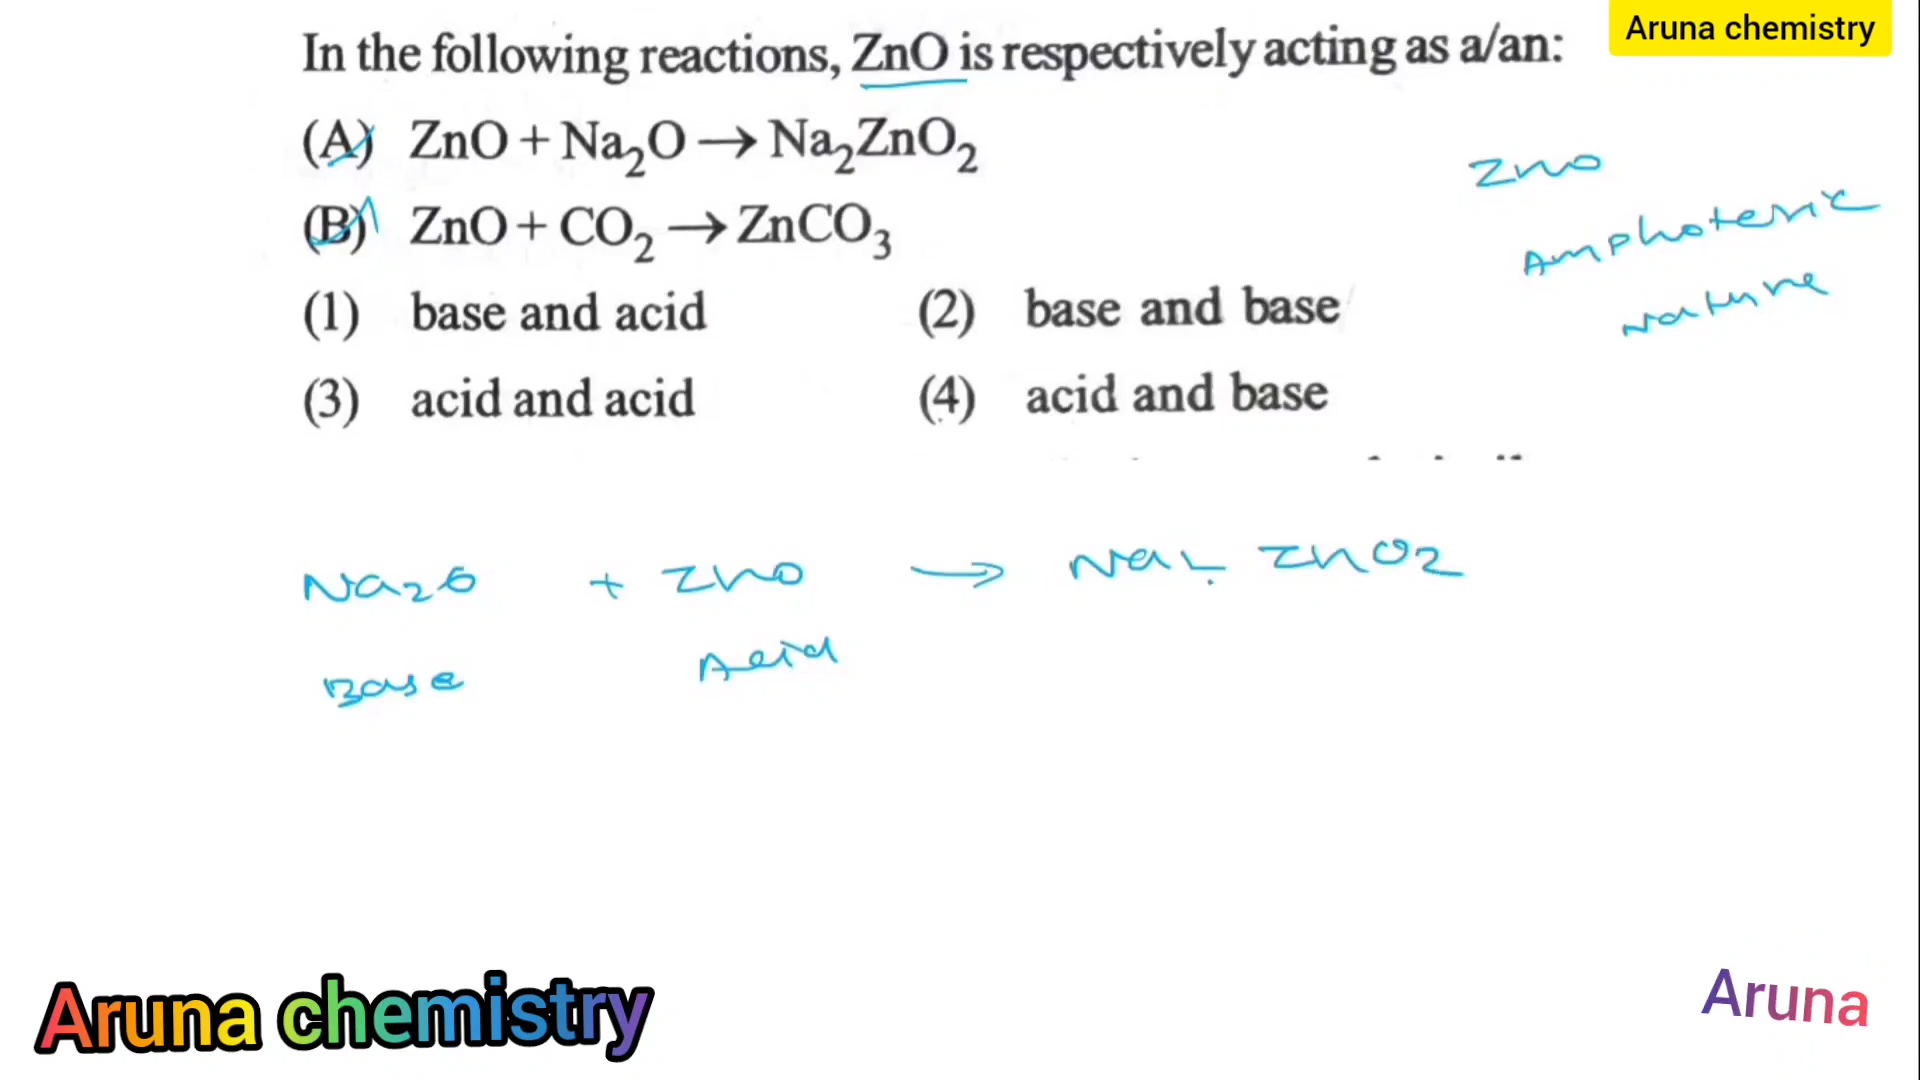 Aruna chemistry
In the following reactions, ZnO is respectively acting as a/an:
(A) ZnO + Na₂O → Na₂ZnO₂
(B) ZnO + CO₂ → ZnCO₃
(1) base and acid (2) base and base
(3) acid and acid (4) acid and base
ZnO
Amphoteric
Nature
Na₂O + ZnO → Na₂ ZnO₂
Base Acid
Aruna chemistry
Aruna